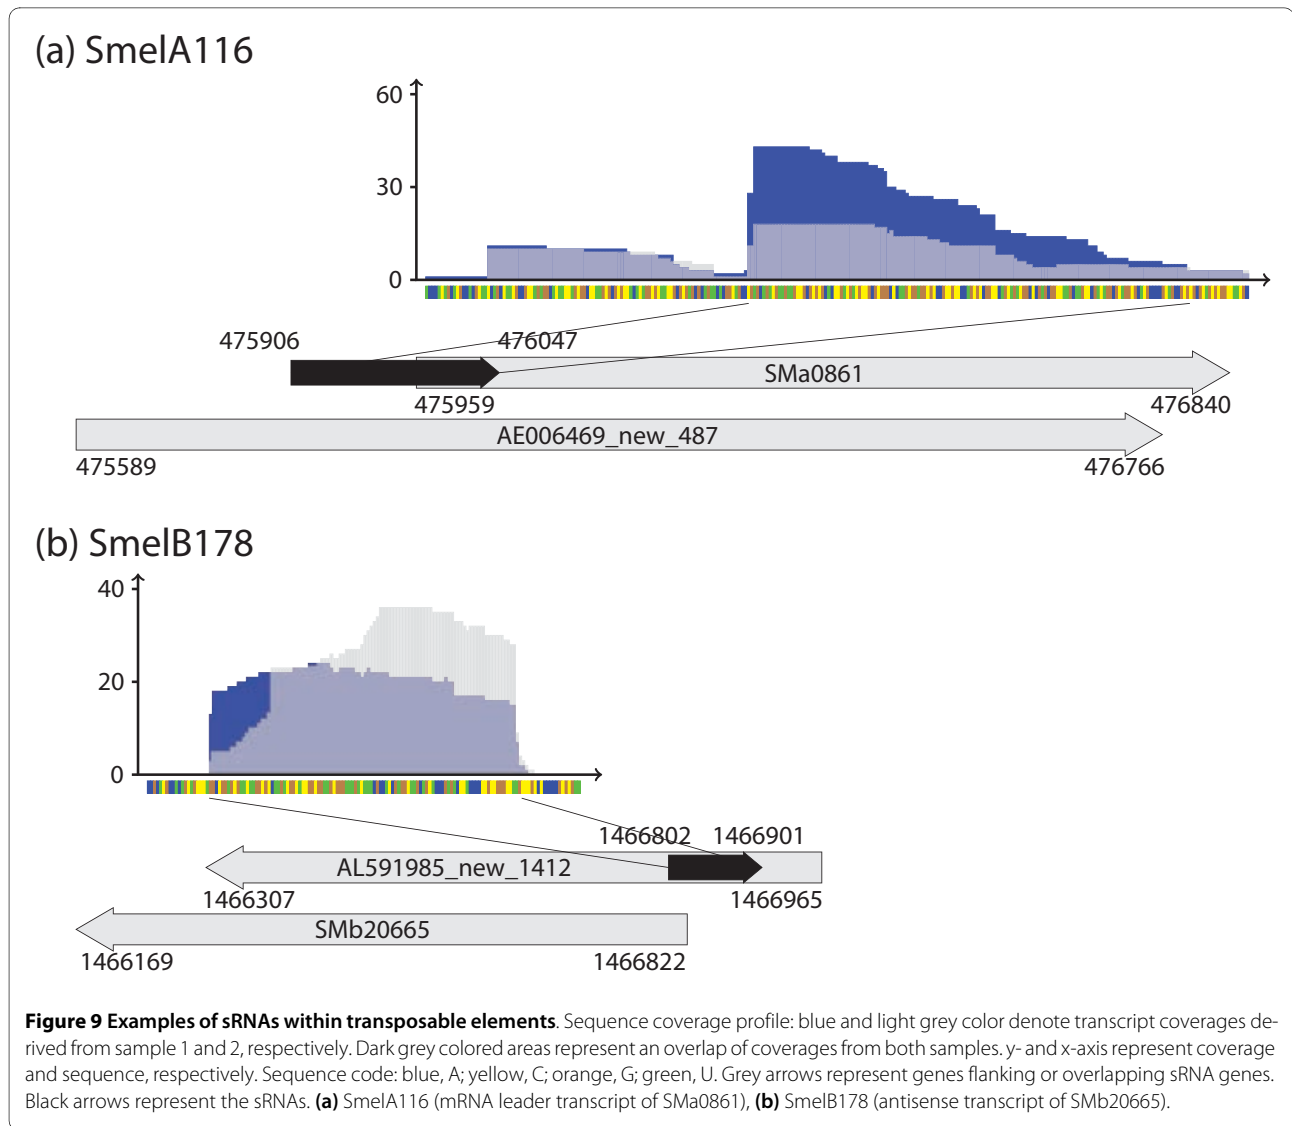 (a) SmelA116
60
30
0
475906
476047
SMa0861
475959
476840
AE006469_new_487
475589
476766
(b) SmelB178
40
20
0
1466802
1466901
AL591985_new_1412
1466307
1466965
SMb20665
1466169
1466822
Figure 9 Examples of sRNAs within transposable elements. Sequence coverage profile: blue and light grey color denote transcript coverages de-
rived from sample 1 and 2, respectively. Dark grey colored areas represent an overlap of coverages from both samples. y- and x-axis represent coverage
and sequence, respectively. Sequence code: blue, A; yellow, C; orange, G; green, U. Grey arrows represent genes flanking or overlapping sRNA genes.
Black arrows represent the sRNAs. (a) SmelA116 (mRNA leader transcript of SMa0861), (b) SmelB178 (antisense transcript of SMb20665).